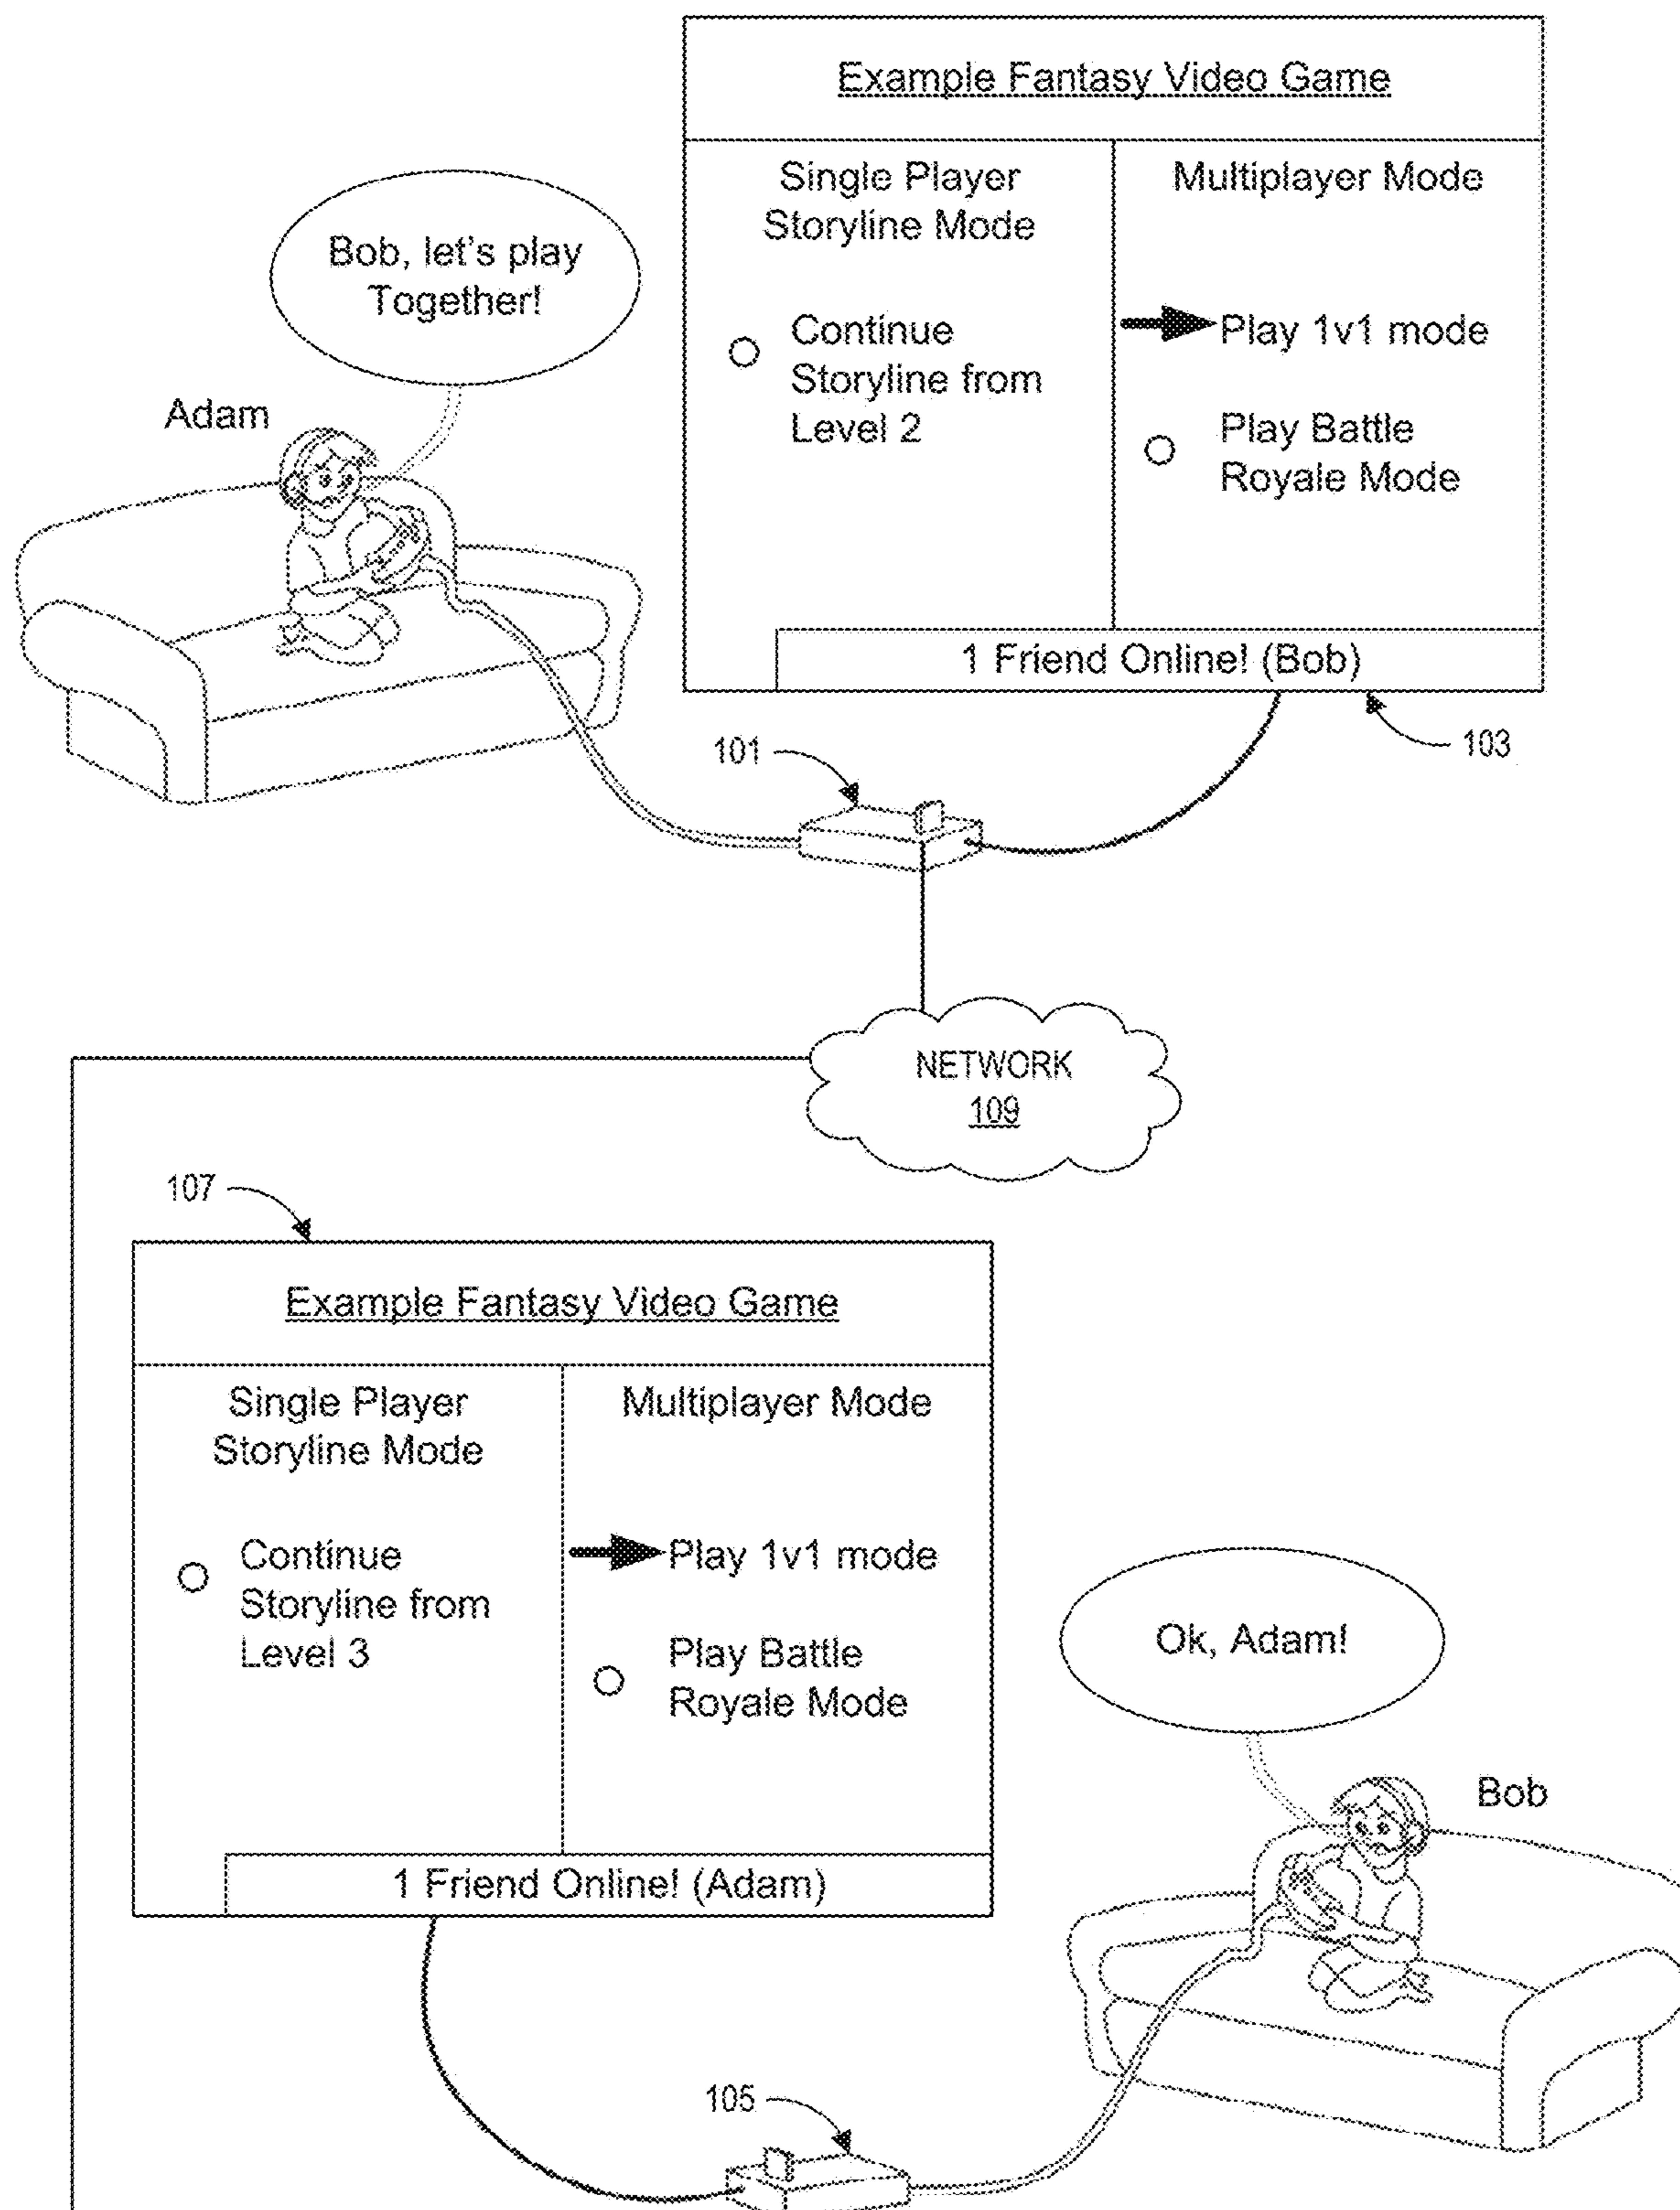 Example Fantasy Video Game
Single Player
Storyline Mode
Continue
Storyline from
Level 2
Multiplayer Mode
Play 1v1 mode
Play Battle
Royale Mode
1 Friend Online! (Bob)
Bob, let's play
Together!
Adam
101
103
NETWORK
109
107
Example Fantasy Video Game
Single Player
Storyline Mode
Continue
Storyline from
Level 3
Multiplayer Mode
Play 1v1 mode
Play Battle
Royale Mode
1 Friend Online! (Adam)
Ok, Adam!
Bob
105